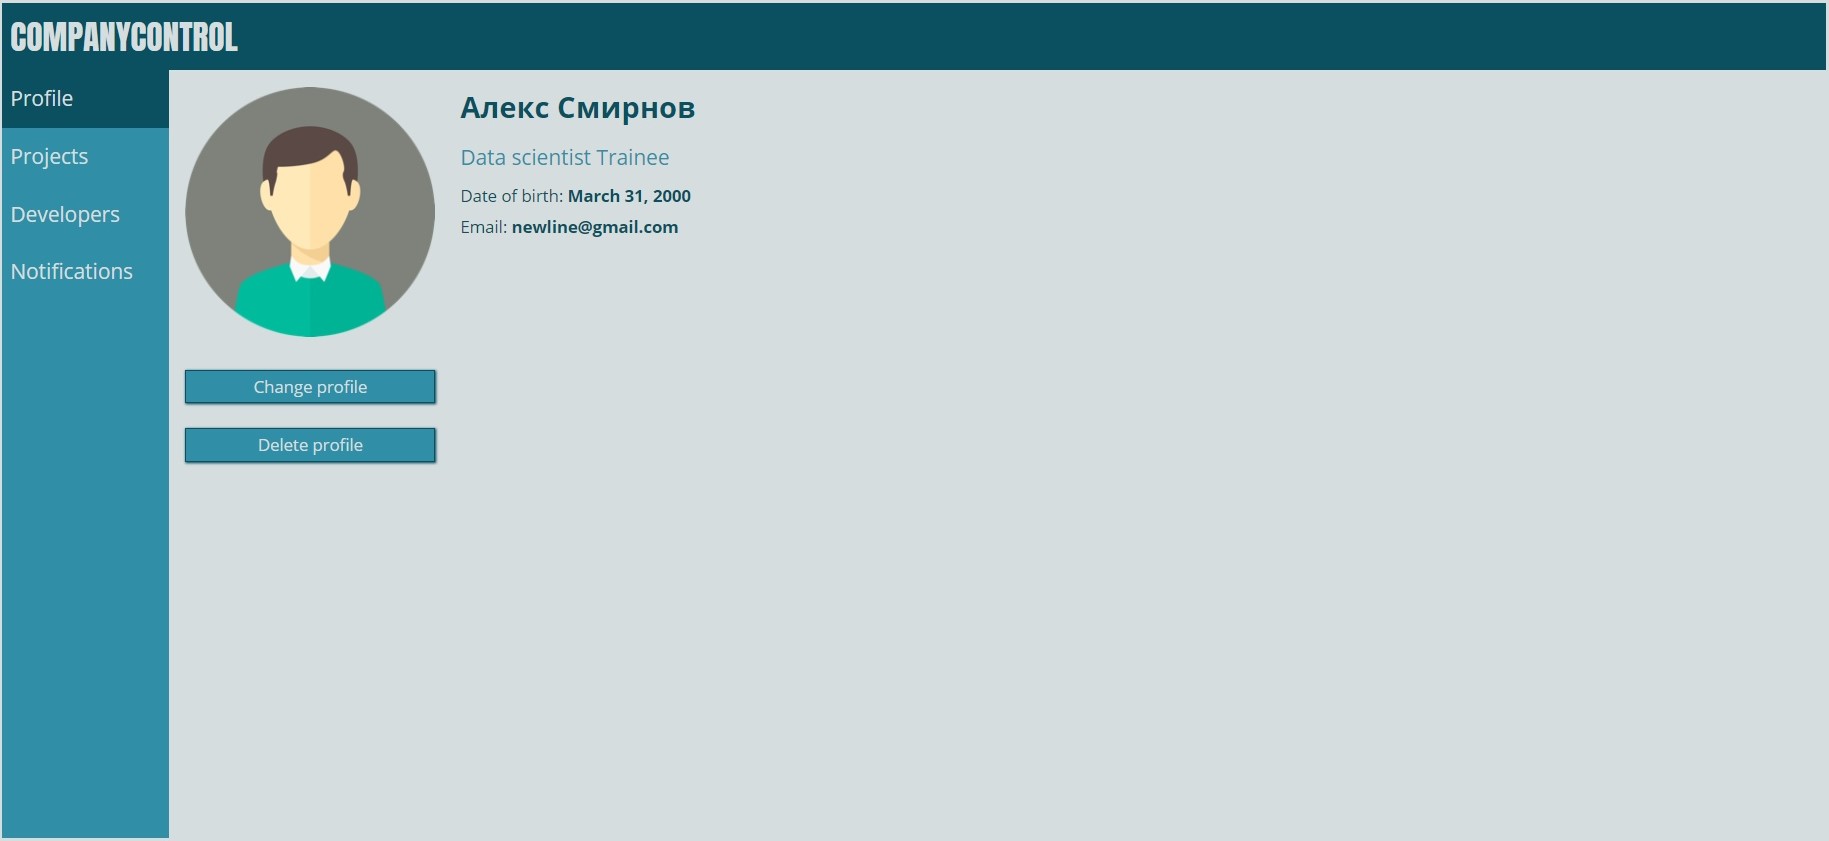 COMPANYCONTROL
Profile
Projects
Developers
Notifications
Алекс Смирнов
Data scientist Trainee
Date of birth: March 31, 2000
Email: newline@gmail.com
Change profile
Delete profile